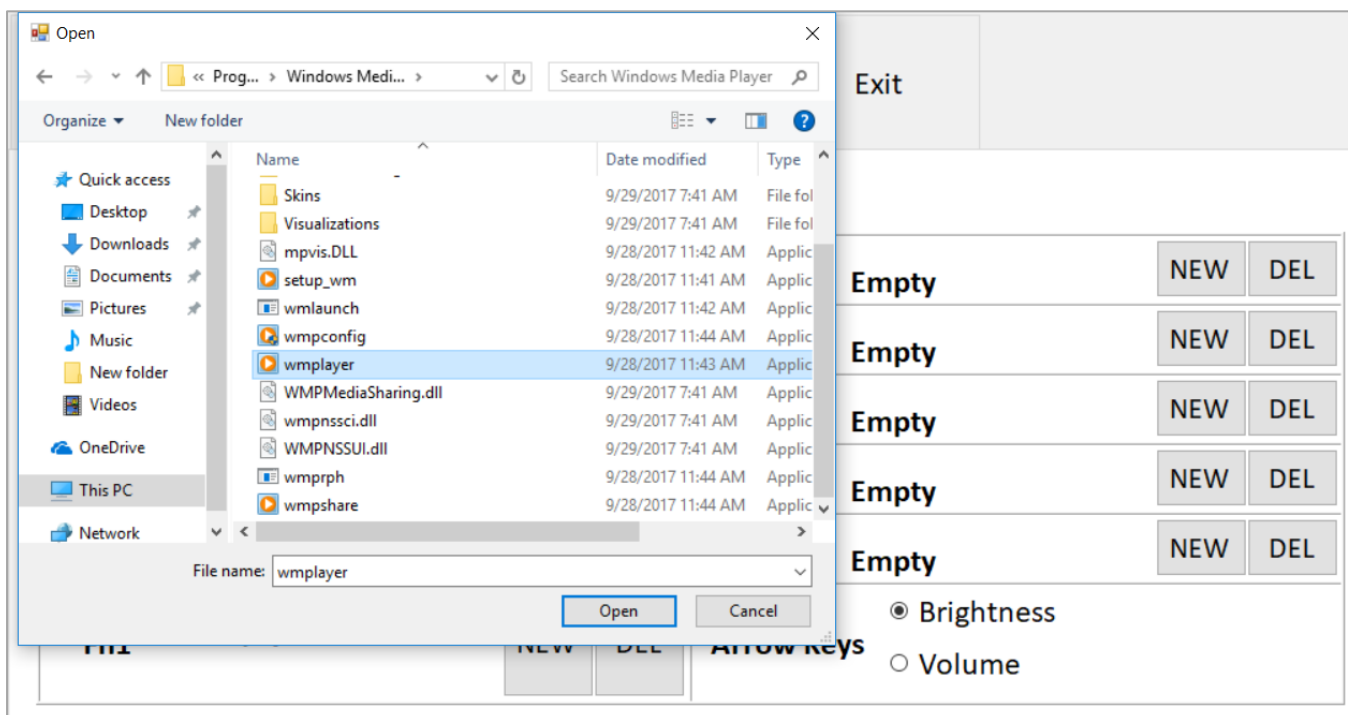 Open
« Prog... › Windows Medi... ›
Search Windows Media Player
Exit
Organize
New folder
Name Date modified Type
Quick access
Desktop
Downloads
Documents
Pictures
Music
New folder
Videos
OneDrive
This PC
Network
Skins 9/29/2017 7:41 AM File fol
Visualizations 9/29/2017 7:41 AM File fol
mpvis.DLL 9/28/2017 11:42 AM Applic
setup_wm 9/28/2017 11:41 AM Applic
wmlaunch 9/28/2017 11:42 AM Applic
wmpconfig 9/28/2017 11:44 AM Applic
wmplayer 9/28/2017 11:43 AM Applic
WMPMediaSharing.dll 9/29/2017 7:41 AM Applic
wmpnssci.dll 9/29/2017 7:41 AM Applic
WMPNSSUI.dll 9/29/2017 7:41 AM Applic
wmprph 9/28/2017 11:44 AM Applic
wmpshare 9/28/2017 11:44 AM Applic
File name: wmplayer
Open Cancel
Empty NEW DEL
Empty NEW DEL
Empty NEW DEL
Empty NEW DEL
Empty NEW DEL
Fn1 NEW DEL
Arrow Keys
Brightness
Volume